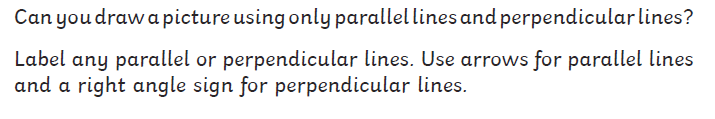 Can you draw a picture using only parallel lines and perpendicular lines?
Label any parallel or perpendicular lines. Use arrows for parallel lines
and a right angle sign for perpendicular lines.